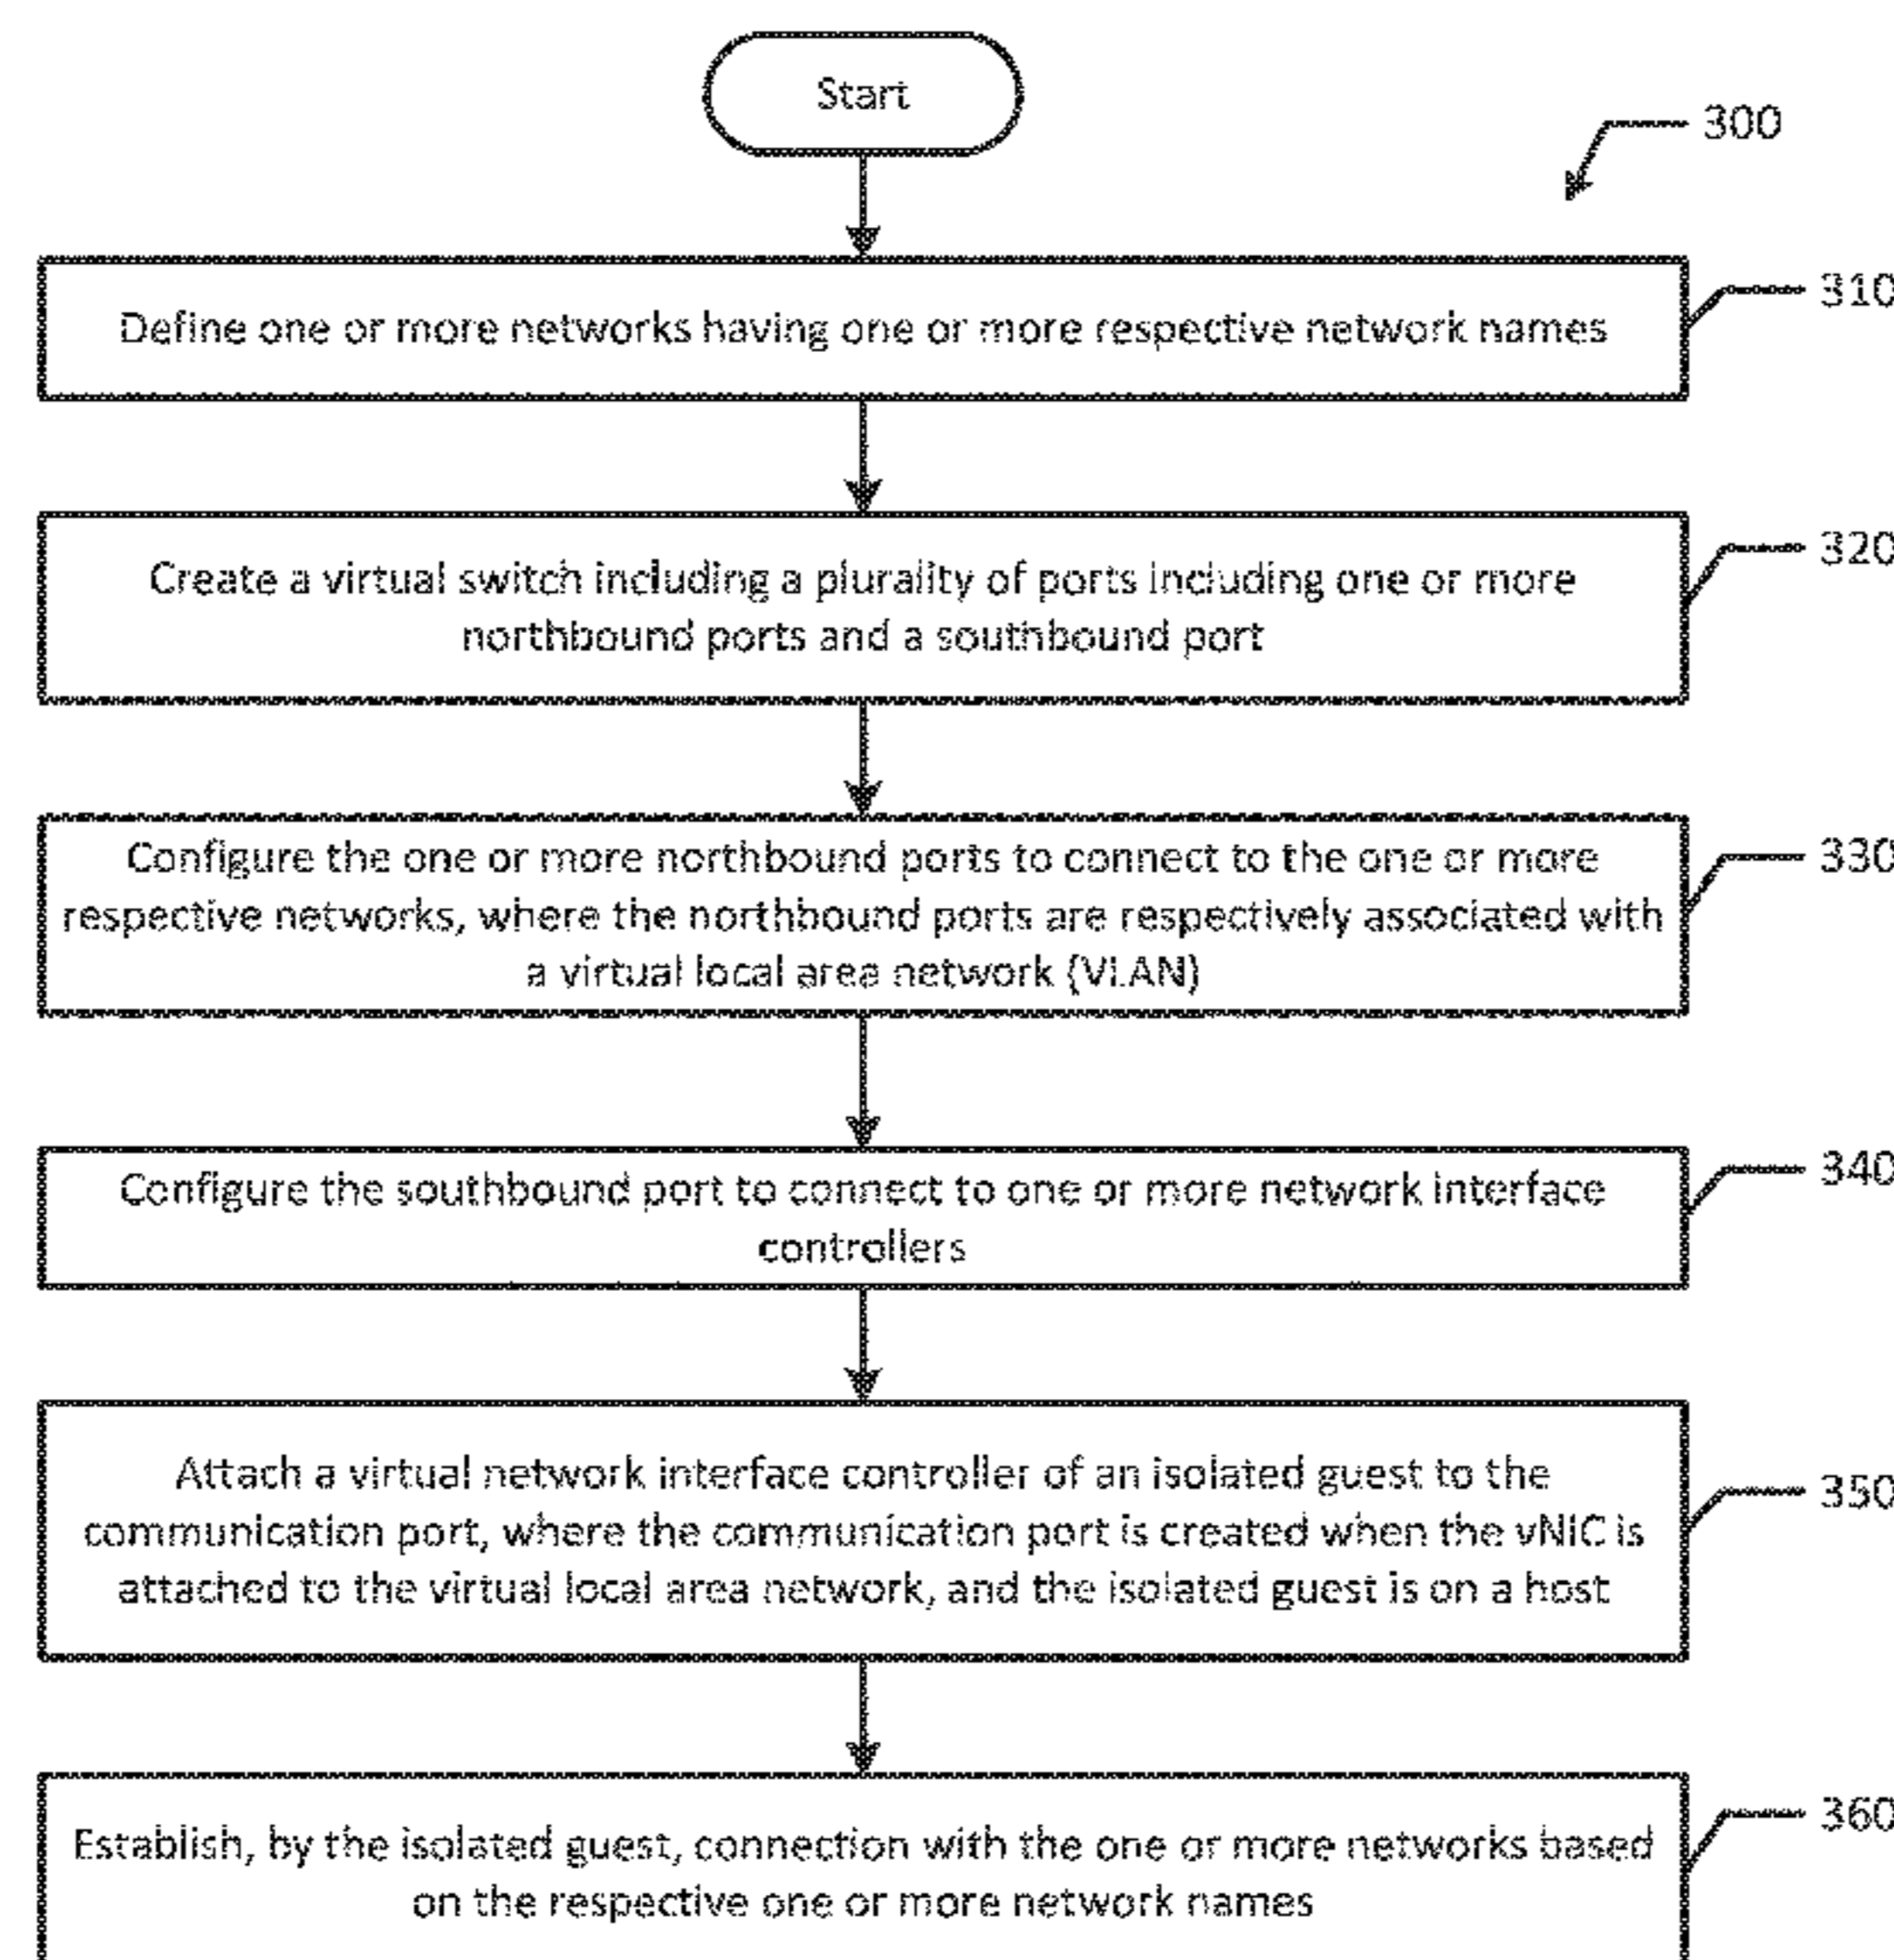 Start
300
Define one or more networks having one or more respective network names
310
Create a virtual switch including a plurality of ports including one or more
northbound ports and a southbound port
320
Configure the one or more northbound ports to connect to the one or more
respective networks, where the northbound ports are respectively associated with
a virtual local area network (VLAN)
330
Configure the southbound port to connect to one or more network interface
controllers
340
Attach a virtual network interface controller of an isolated guest to the
communication port, where the communication port is created when the vNIC is
attached to the virtual local area network, and the isolated guest is on a host
350
Establish, by the isolated guest, connection with the one or more networks based
on the respective one or more network names
360